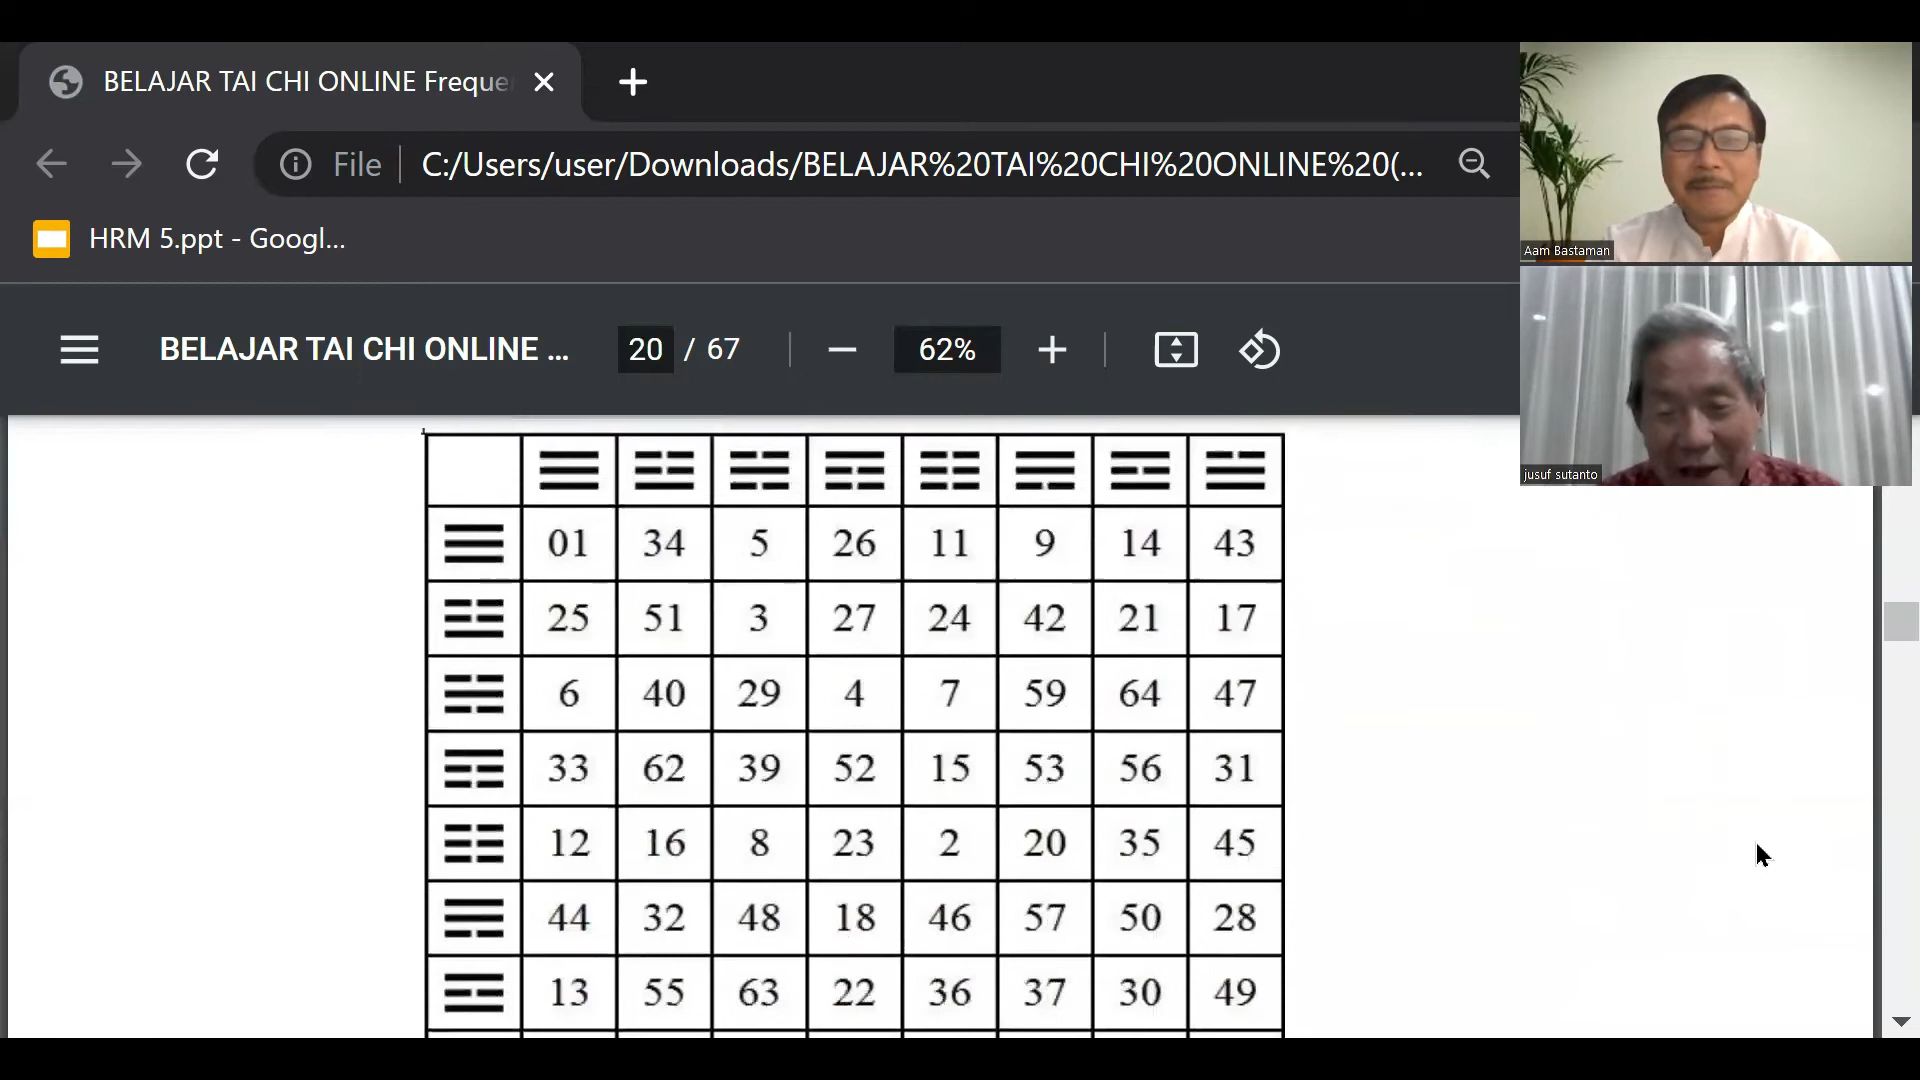 BELAJAR TAI CHI ONLINE Freque
File
C:/Users/user/Downloads/BELAJAR%20TAI%20CHI%20ONLINE%20(...
HRM 5.ppt - Googl...
BELAJAR TAI CHI ONLINE ...
20 / 67
62%
Aam Bastaman
jusuf sutanto
01 34 5 26 11 9 14 43
25 51 3 27 24 42 21 17
6 40 29 4 7 59 64 47
33 62 39 52 15 53 56 31
12 16 8 23 2 20 35 45
44 32 48 18 46 57 50 28
13 55 63 22 36 37 30 49